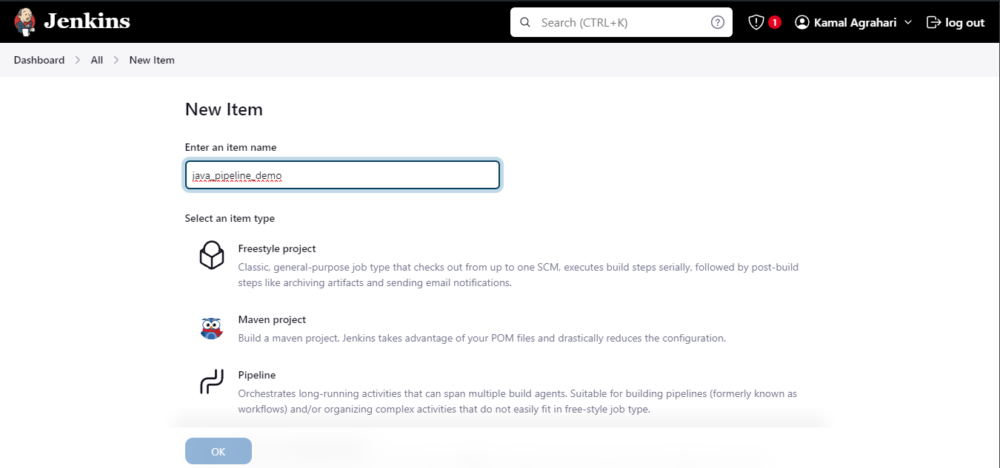 Jenkins
Search (CTRL+K)
1
Kamal Agrahari
log out
Dashboard
All
New Item
New Item
Enter an item name
java_pipeline_demo
Select an item type
Freestyle project
Classic, general-purpose job type that checks out from up to one SCM, executes build steps serially, followed by post-build
steps like archiving artifacts and sending email notifications.
Maven project
Build a maven project. Jenkins takes advantage of your POM files and drastically reduces the configuration.
Pipeline
Orchestrates long-running activities that can span multiple build agents. Suitable for building pipelines (formerly known as
workflows) and/or organizing complex activities that do not easily fit in free-style job type.
OK